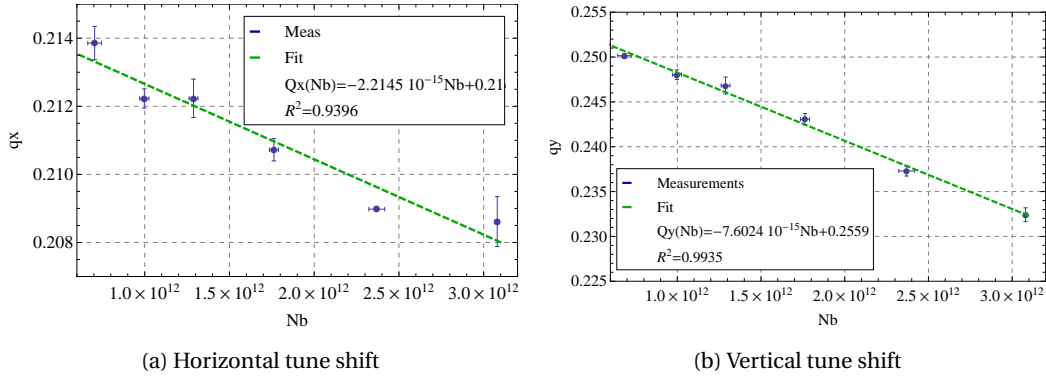 0.214
0.212
0.210
0.208
qx
1.0×10¹²
1.5×10¹²
2.0×10¹²
2.5×10¹²
3.0×10¹²
Nb
Meas
Fit
Qx(Nb)=−2.2145 10⁻¹⁵Nb+0.21
R²=0.9396
(a) Horizontal tune shift
0.255
0.250
0.245
0.240
0.235
0.230
0.225
qy
1.0×10¹²
1.5×10¹²
2.0×10¹²
2.5×10¹²
3.0×10¹²
Nb
Measurements
Fit
Qy(Nb)=−7.6024 10⁻¹⁵Nb+0.2559
R²=0.9935
(b) Vertical tune shift